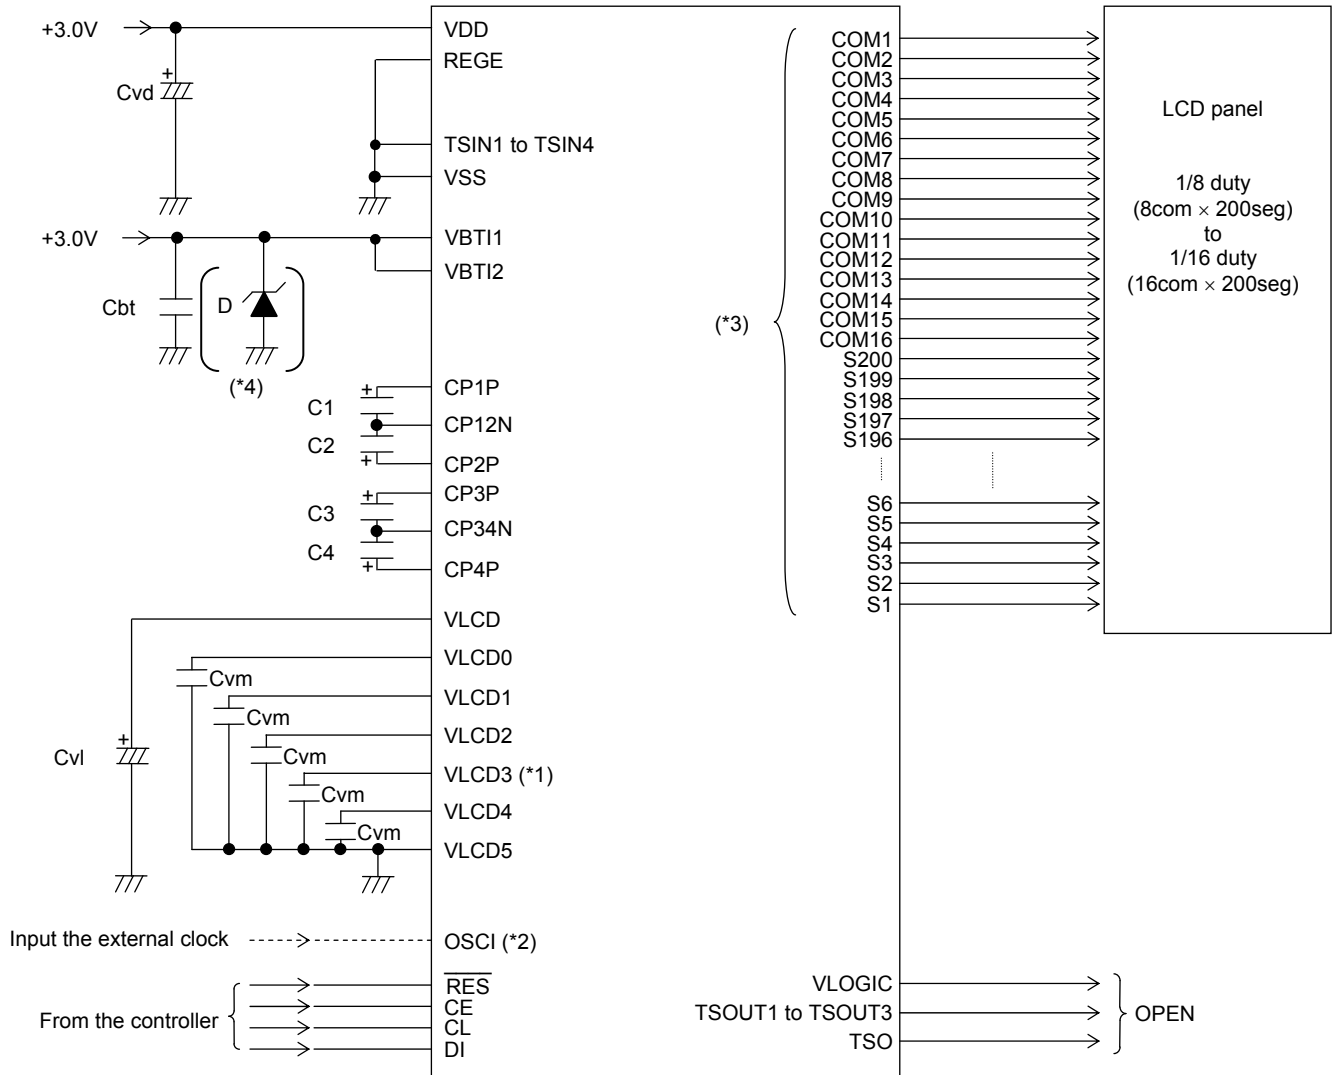 +3.0V
VDD
REGE
+
Cvd
TSIN1 to TSIN4
VSS
+3.0V
VBTI1
VBTI2
Cbt
D
(*4)
CP1P
+
C1
CP12N
C2
+
CP2P
CP3P
+
C3
CP34N
C4
+
CP4P
VLCD
VLCD0
Cvm
VLCD1
Cvm
VLCD2
+
Cvl
Cvm
VLCD3 (*1)
Cvm
VLCD4
Cvm
VLCD5
Input the external clock
OSCI (*2)
From the controller
RES
CE
CL
DI
(*3)
COM1
COM2
COM3
COM4
COM5
COM6
COM7
COM8
COM9
COM10
COM11
COM12
COM13
COM14
COM15
COM16
S200
S199
S198
S197
S196
S6
S5
S4
S3
S2
S1
LCD panel
1/8 duty
(8com × 200seg)
to
1/16 duty
(16com × 200seg)
VLOGIC
TSOUT1 to TSOUT3
TSO
OPEN